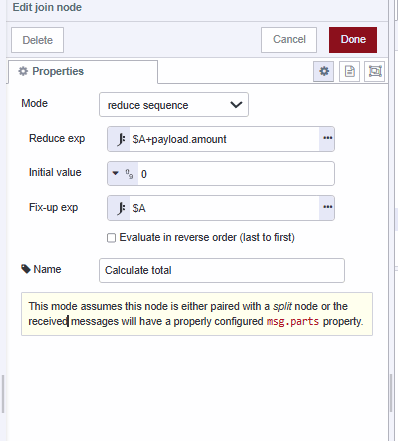 Edit join node
Delete
Cancel
Done
Properties
Mode
reduce sequence
Reduce exp
J: $A+payload.amount
Initial value
0
Fix-up exp
J: $A
Evaluate in reverse order (last to first)
Name
Calculate total
This mode assumes this node is either paired with a split node or the
received messages will have a properly configured msg.parts property.